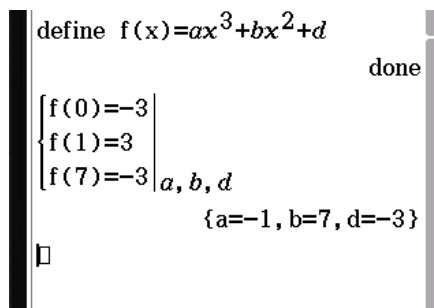 define f(x)=ax³+bx²+d
done
f(0)=-3
f(1)=3
f(7)=-3
a, b, d
{a=-1, b=7, d=-3}